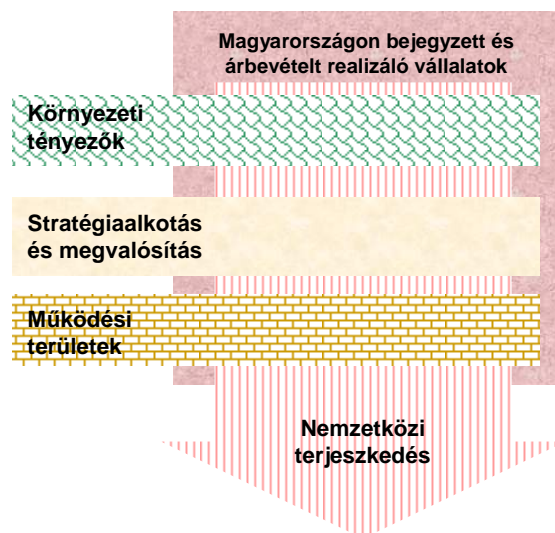 Magyarországon bejegyzett és
árbevételt realizáló vállalatok
Környezeti
tényezők
Stratégiaalkotás
és megvalósítás
Működési
területek
Nemzetközi
terjeszkedés